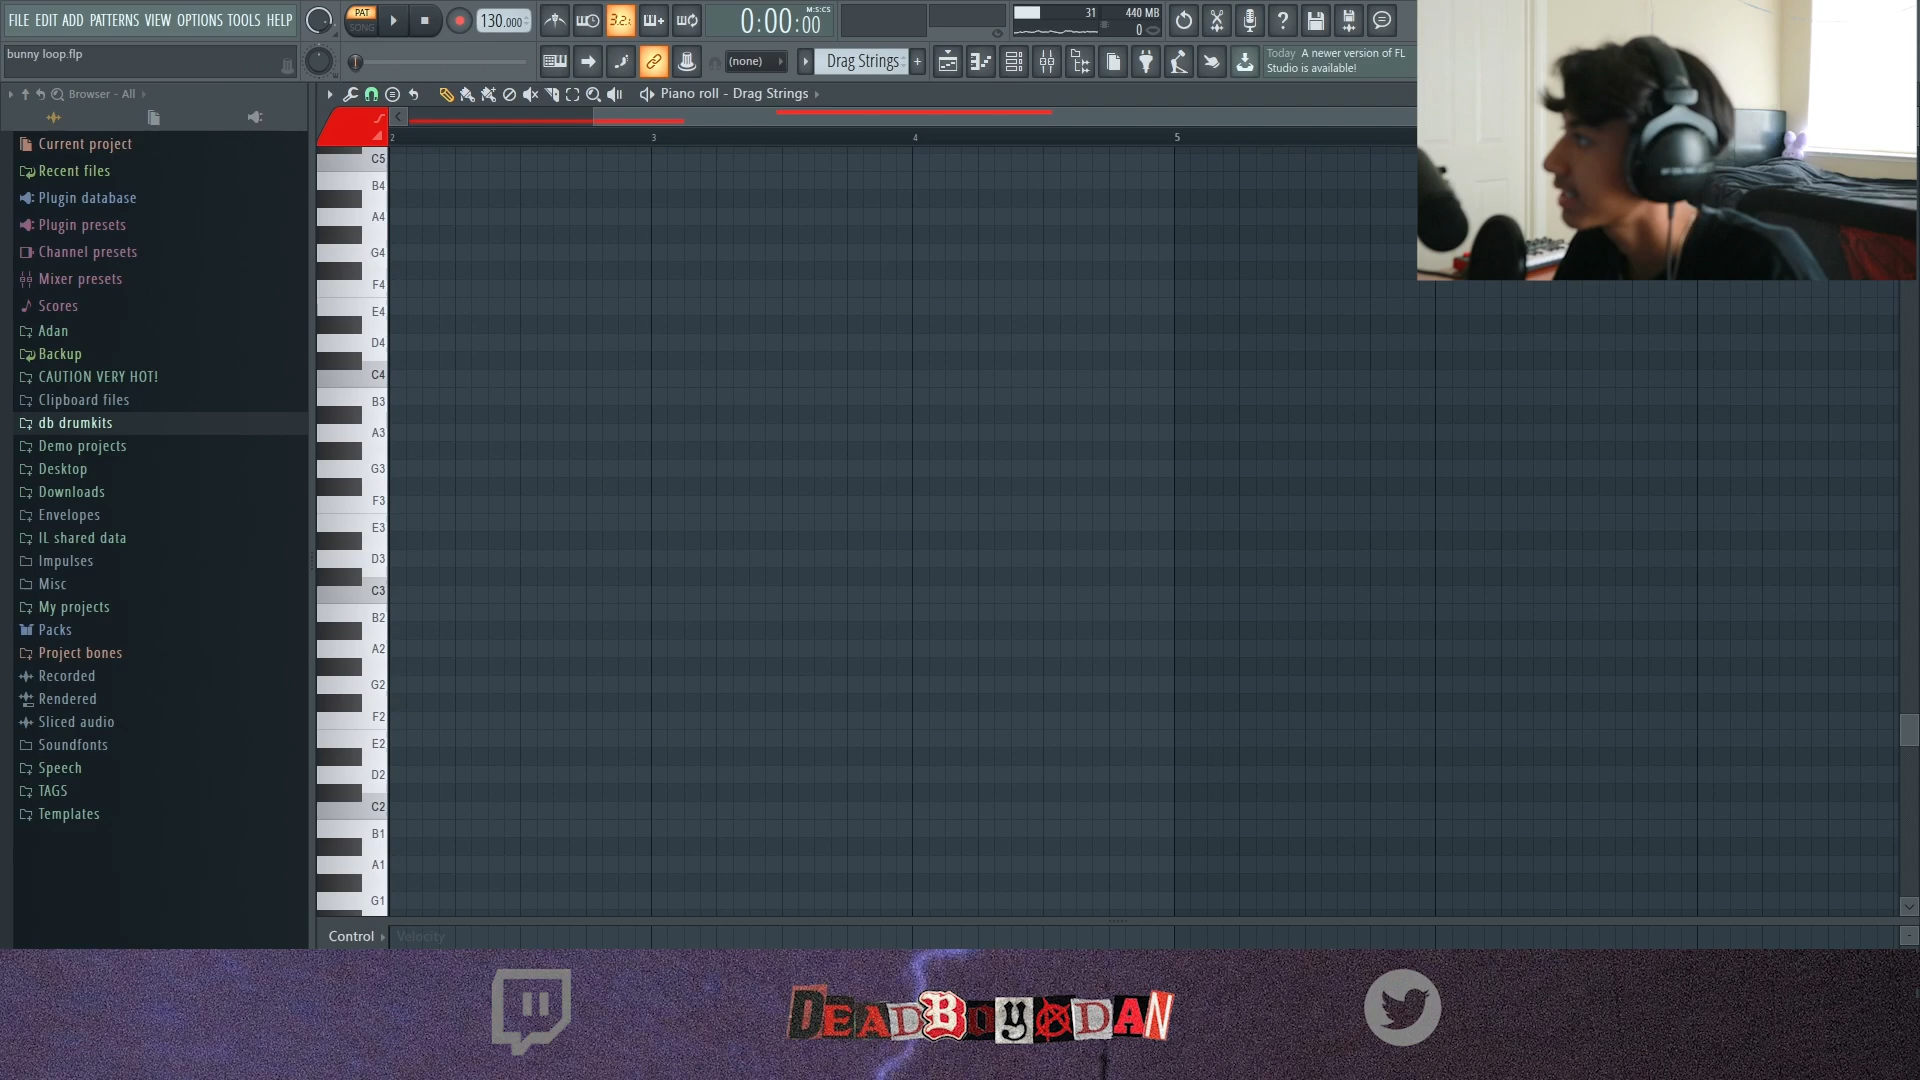 FILE EDIT ADD PATTERNS VIEW OPTIONS TOOLS HELP
PAT
SONG
130.000
3.2.
M:S:CS
0:00:00
31
440 MB
0
bunny loop.flp
(none)
Drag Strings
Today A newer version of FL
Studio is available!
Browser - All
Piano roll - Drag Strings
2
3
4
5
Current project
Recent files
Plugin database
Plugin presets
Channel presets
Mixer presets
Scores
Adan
Backup
CAUTION VERY HOT!
Clipboard files
db drumkits
Demo projects
Desktop
Downloads
Envelopes
IL shared data
Impulses
Misc
My projects
Packs
Project bones
Recorded
Rendered
Sliced audio
Soundfonts
Speech
TAGS
Templates
C5
B4
A4
G4
F4
E4
D4
C4
B3
A3
G3
F3
E3
D3
C3
B2
A2
G2
F2
E2
D2
C2
B1
A1
G1
Control
Velocity
DEADBOyADAN